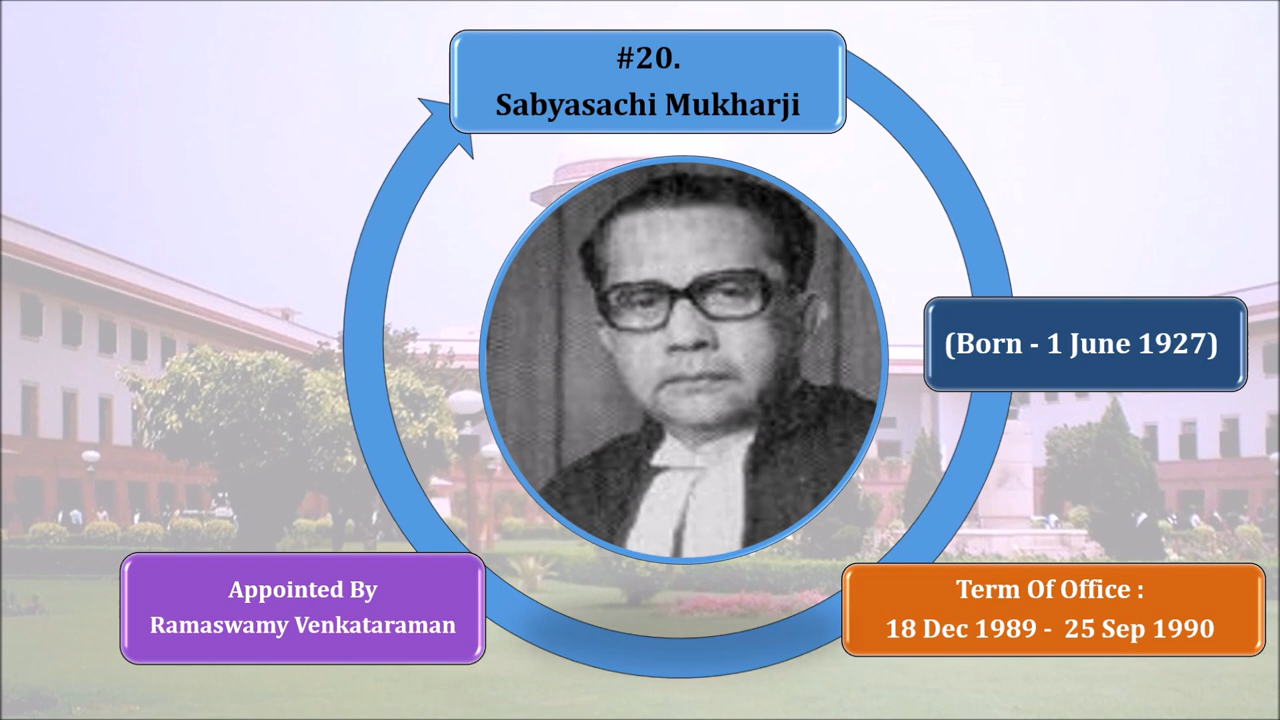 #20.
Sabyasachi Mukharji
(Born - 1 June 1927)
Appointed By
Ramaswamy Venkataraman
Term Of Office :
18 Dec 1989 - 25 Sep 1990